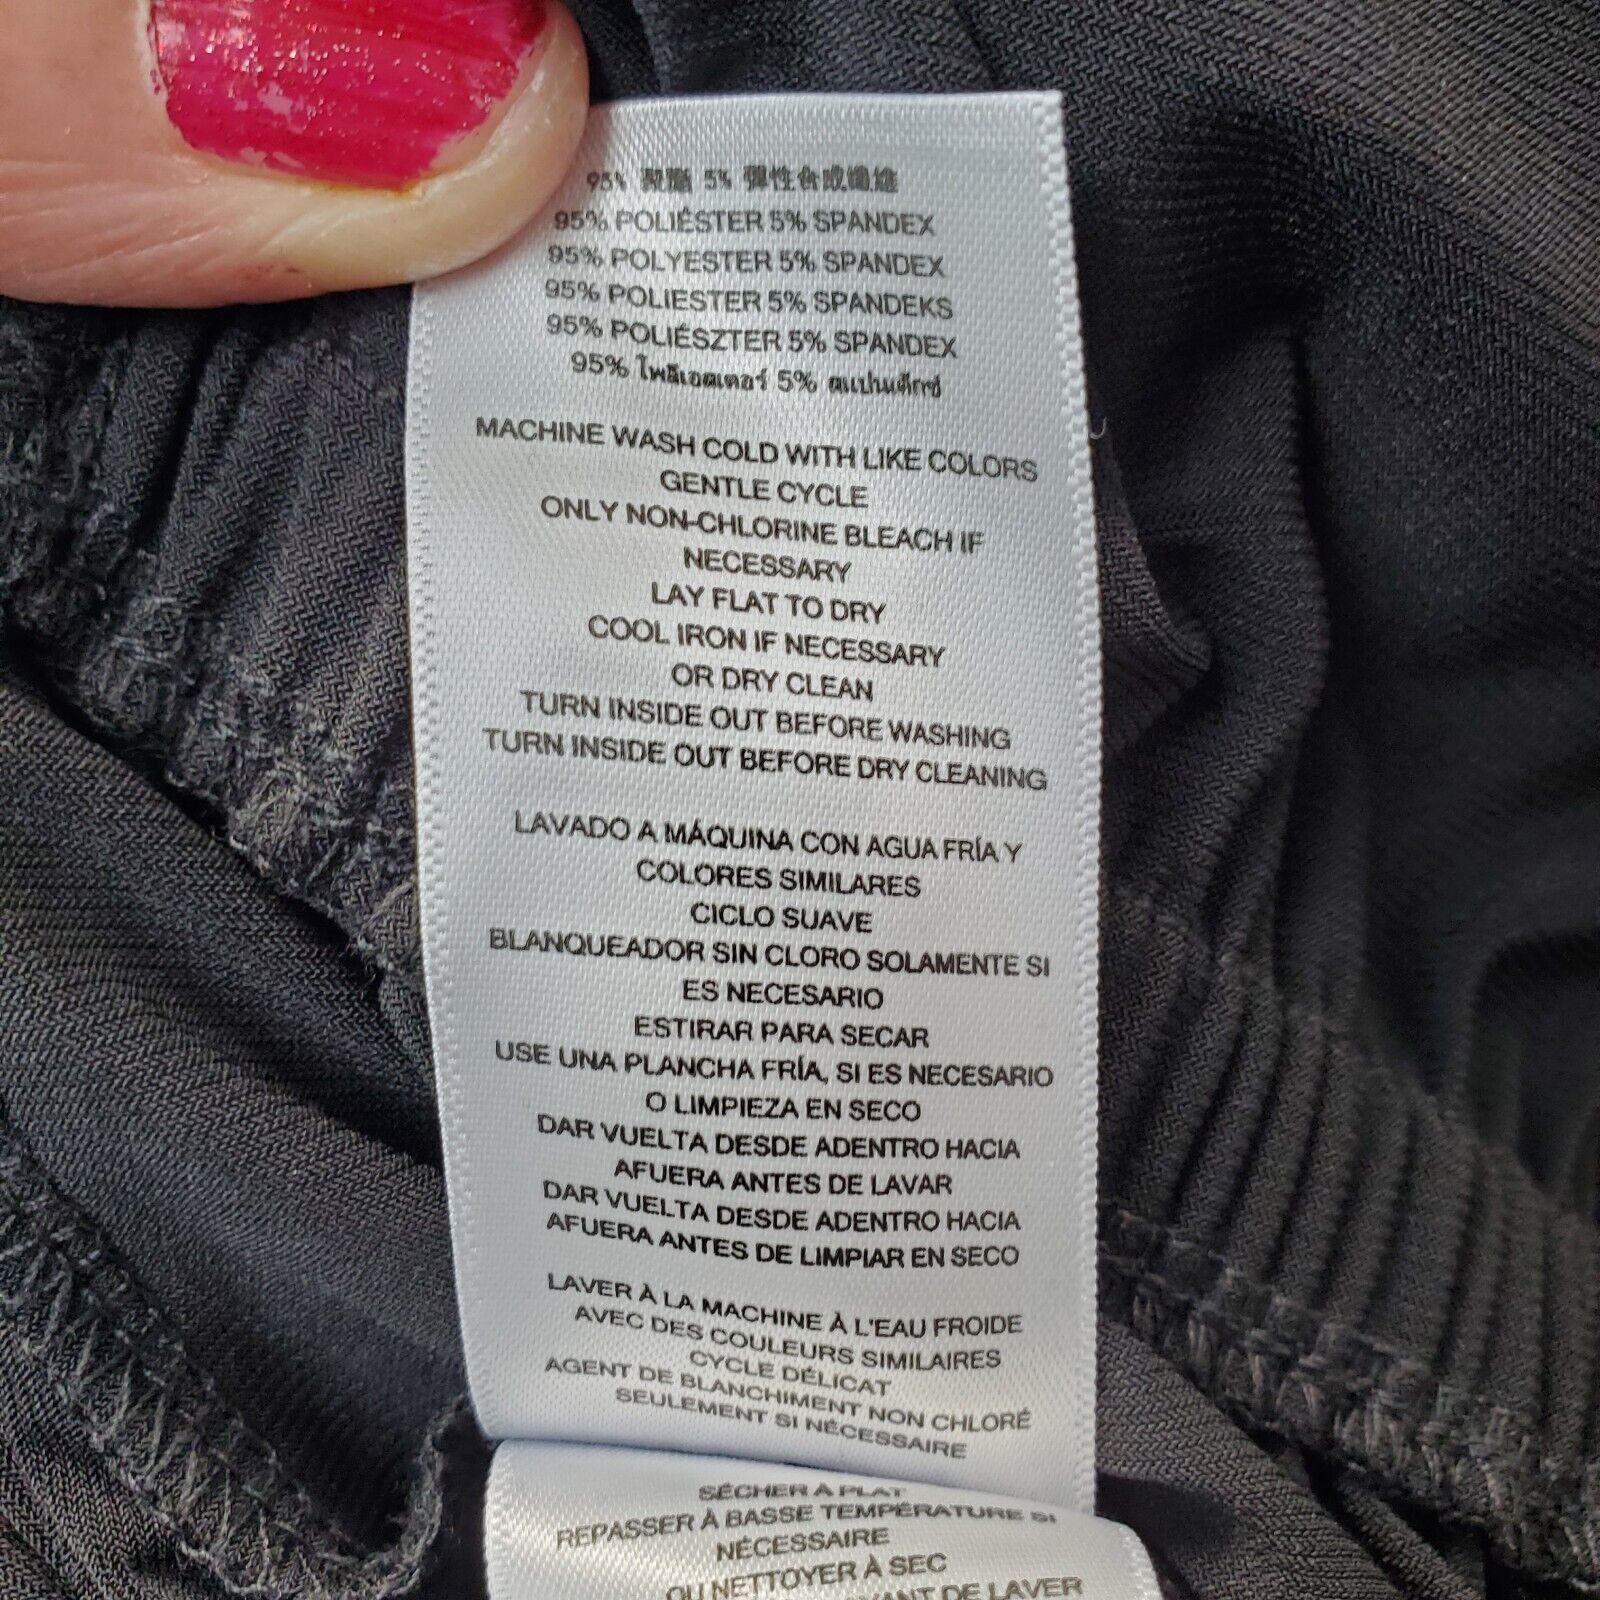 95% 聚酯 5% 彈性合成纖維
95% POLIÉSTER 5% SPANDEX
95% POLYESTER 5% SPANDEX
95% POLIESTER 5% SPANDEKS
95% POLIÉSZTER 5% SPANDEX
95% ไพลีเอสเตอร์ 5% สแปนเด็กซ์
MACHINE WASH COLD WITH LIKE COLORS
GENTLE CYCLE
ONLY NON-CHLORINE BLEACH IF
NECESSARY
LAY FLAT TO DRY
COOL IRON IF NECESSARY
OR DRY CLEAN
TURN INSIDE OUT BEFORE WASHING
TURN INSIDE OUT BEFORE DRY CLEANING
LAVADO A MÁQUINA CON AGUA FRÍA Y
COLORES SIMILARES
CICLO SUAVE
BLANQUEADOR SIN CLORO SOLAMENTE SI
ES NECESARIO
ESTIRAR PARA SECAR
USE UNA PLANCHA FRÍA, SI ES NECESARIO
O LIMPIEZA EN SECO
DAR VUELTA DESDE ADENTRO HACIA
AFUERA ANTES DE LAVAR
DAR VUELTA DESDE ADENTRO HACIA
AFUERA ANTES DE LIMPIAR EN SECO
LAVER À LA MACHINE À L'EAU FROIDE
AVEC DES COULEURS SIMILAIRES
CYCLE DÉLICAT
AGENT DE BLANCHIMENT NON CHLORÉ
SEULEMENT SI NÉCESSAIRE
SÉCHER À PLAT
REPASSER À BASSE TEMPÉRATURE SI
NÉCESSAIRE
OU NETTOYER À SEC
DE LAVER